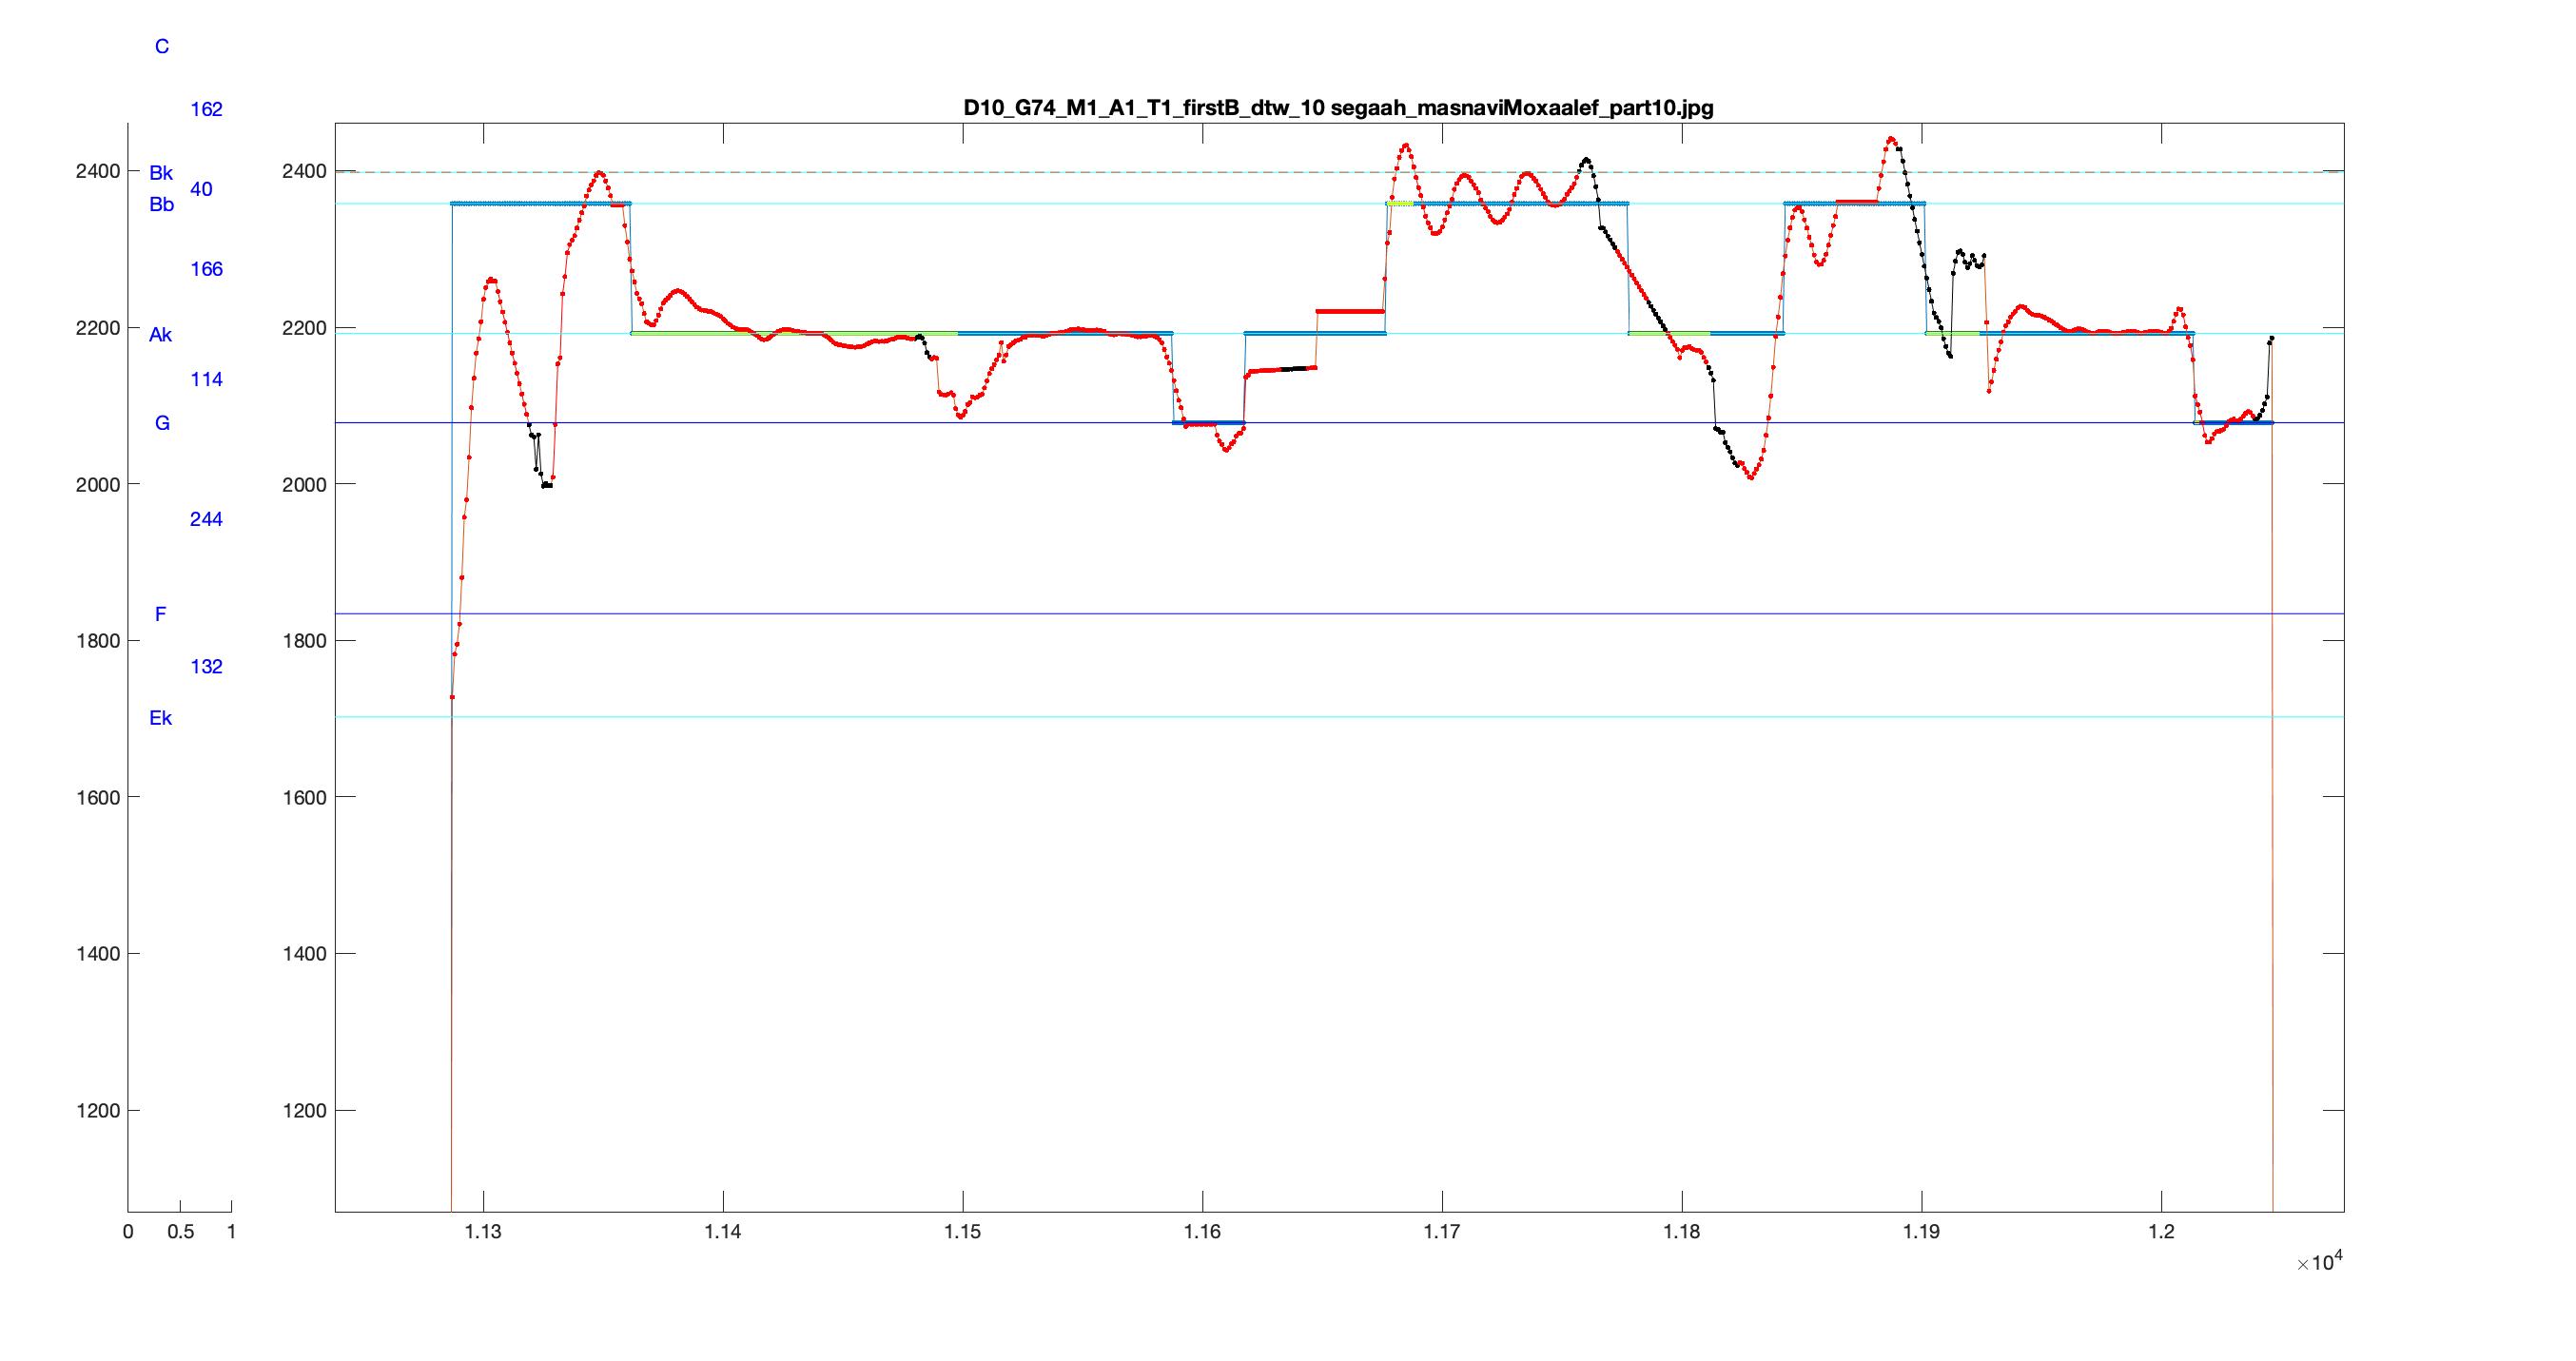 C
162
D10_G74_M1_A1_T1_firstB_dtw_10 segaah_masnaviMoxaalef_part10.jpg
2400 Bk 2400
40
Bb
166
2200 Ak 2200
114
G
2000 2000
244
F
1800 1800
132
Ek
1600 1600
1400 1400
1200 1200
0 0.5 1 1.13 1.14 1.15 1.16 1.17 1.18 1.19 1.2
×10⁴